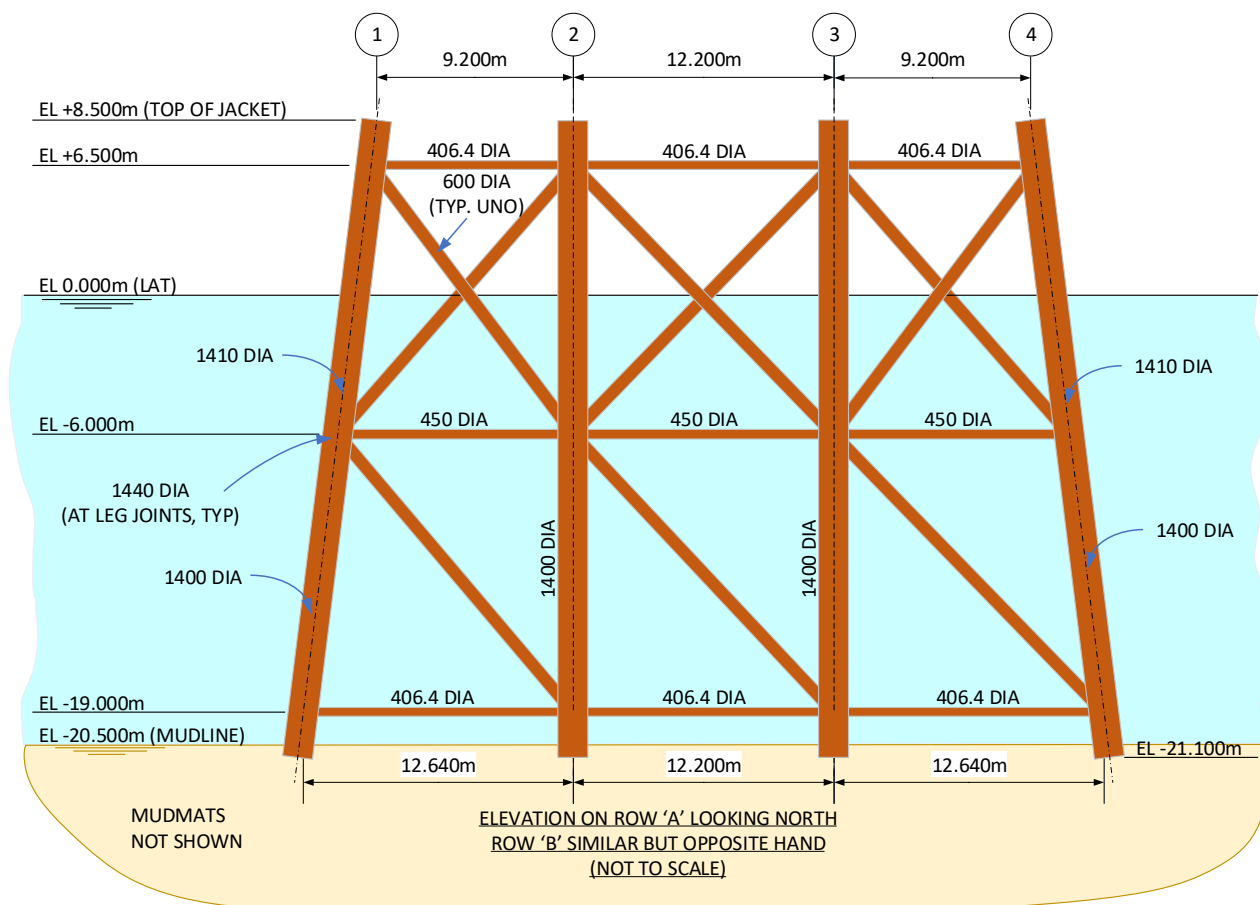 1
2
3
4
9.200m
12.200m
9.200m
EL +8.500m (TOP OF JACKET)
EL +6.500m
406.4 DIA
406.4 DIA
406.4 DIA
600 DIA
(TYP. UNO)
EL 0.000m (LAT)
1410 DIA
1410 DIA
EL -6.000m
450 DIA
450 DIA
450 DIA
1440 DIA
(AT LEG JOINTS, TYP)
1400 DIA
1400 DIA
1400 DIA
1400 DIA
EL -19.000m
406.4 DIA
406.4 DIA
406.4 DIA
EL -20.500m (MUDLINE)
EL -21.100m
12.640m
12.200m
12.640m
MUDMATS
NOT SHOWN
ELEVATION ON ROW ‘A’ LOOKING NORTH
ROW ‘B’ SIMILAR BUT OPPOSITE HAND
(NOT TO SCALE)